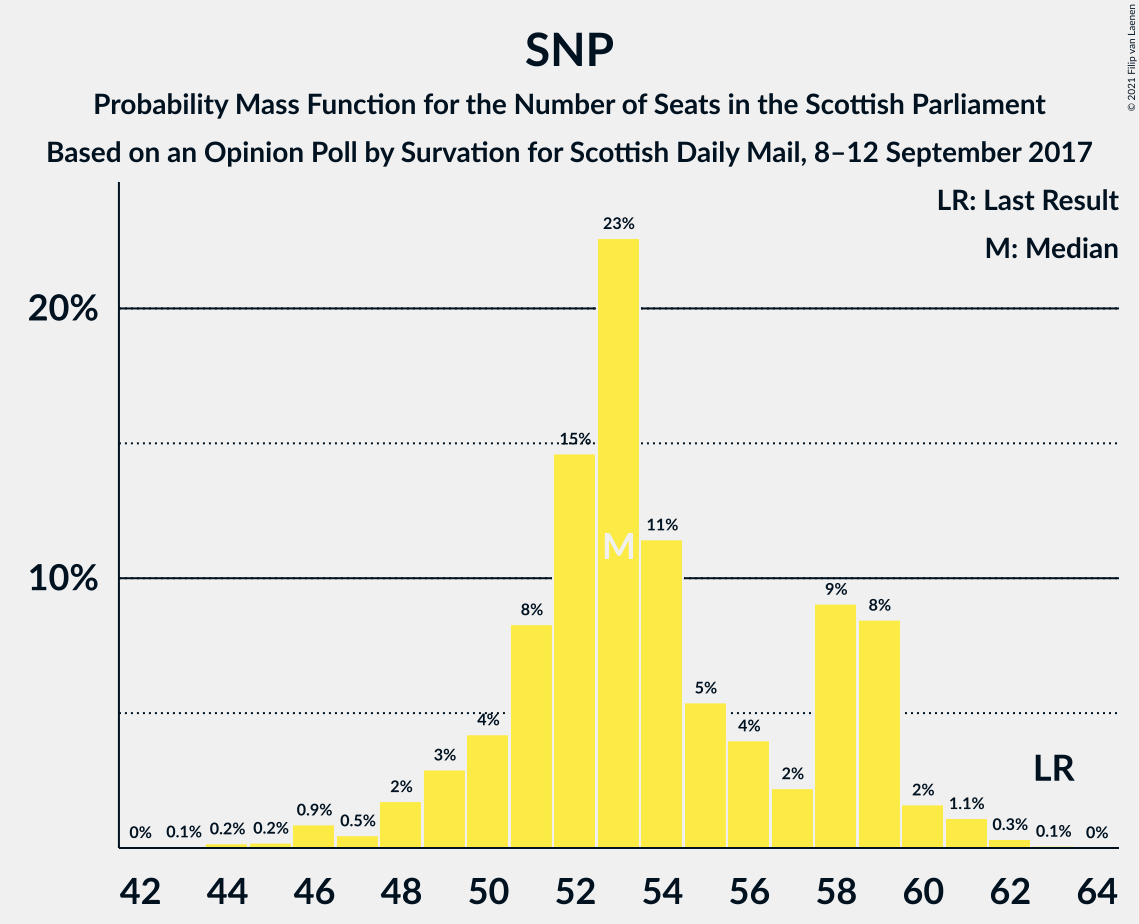 SNP
Probability Mass Function for the Number of Seats in the Scottish Parliament
Based on an Opinion Poll by Survation for Scottish Daily Mail, 8–12 September 2017
© 2021 Filip van Laenen
LR: Last Result
M: Median
20%
10%
0% 0.1% 0.2% 0.2% 0.9% 0.5% 2% 3% 4% 8% 15% 23% 11% 5% 4% 2% 9% 8% 2% 1.1% 0.3% 0.1% 0%
M
LR
42 44 46 48 50 52 54 56 58 60 62 64